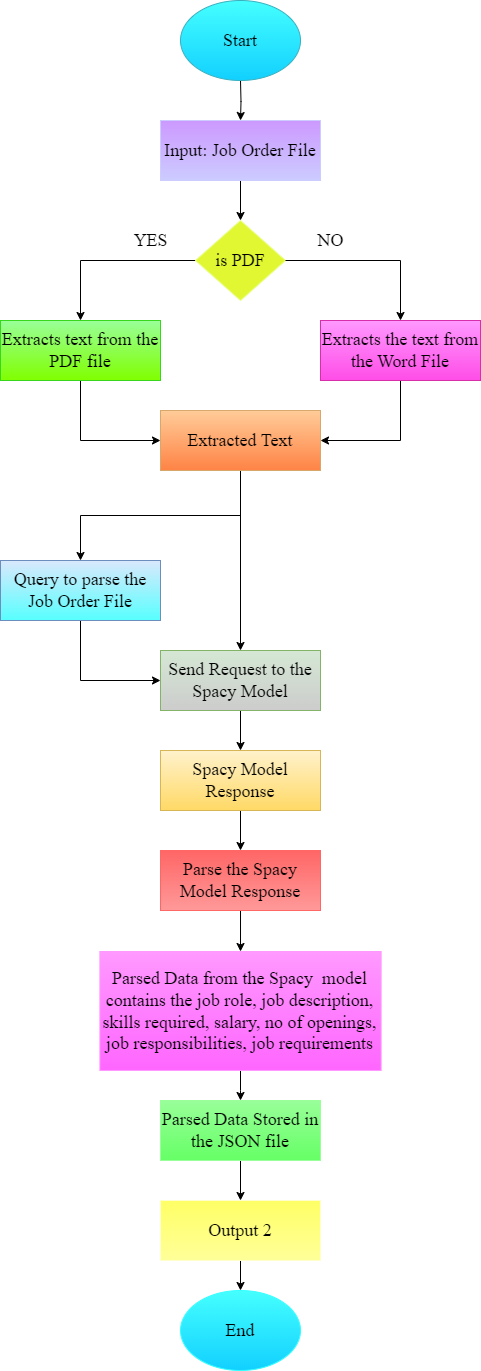 Start
Input: Job Order File
is PDF
YES
NO
Extracts text from the
PDF file
Extracts the text from
the Word File
Extracted Text
Query to parse the
Job Order File
Send Request to the
Spacy Model
Spacy Model
Response
Parse the Spacy
Model Response
Parsed Data from the Spacy  model
contains the job role, job description,
skills required, salary, no of openings,
job responsibilities, job requirements
Parsed Data Stored in
the JSON file
Output 2
End